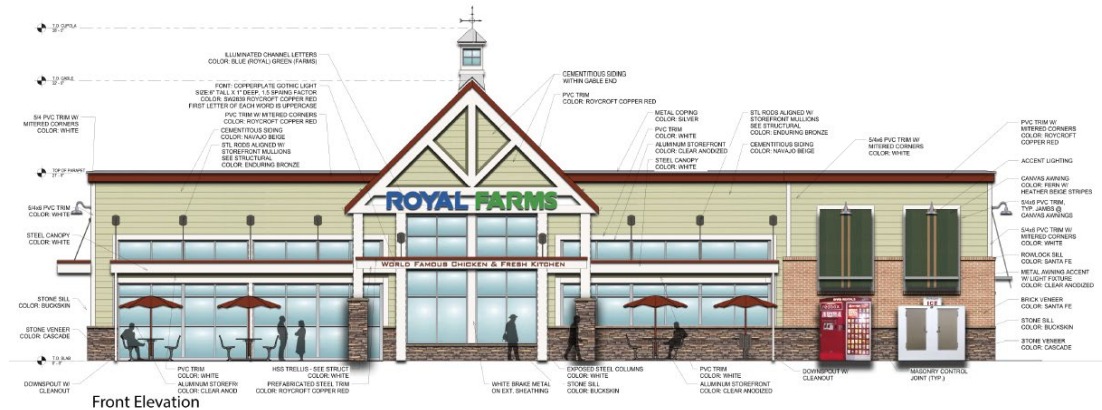 T.O. CUPTOLA
T.O. GABLE
ILLUMINATED CHANNEL LETTERS
COLOR: BLUE (ROYAL) GREEN (FARMS)
FONT: COPPERPLATE GOTHIC LIGHT
SIZE:6" TALL X 1" DEEP, 1.5 SPAING FACTOR
COLOR: SW2839 ROYCROFT COPPER RED
FIRST LETTER OF EACH WORD IS UPPERCASE
PVC TRIM W/ MITERED CORNERS
COLOR: ROYCROFT COPPER RED
5/4 PVC TRIM W/
MITERED CORNERS
COLOR: WHITE
CEMENTITIOUS SIDING
COLOR: NAVAJO BEIGE
STL RODS ALIGNED W/
STOREFRONT MULLIONS
SEE STRUCTURAL
COLOR: ENDURING BRONZE
TOP OF PARAPET
5/4x6 PVC TRIM
COLOR: WHITE
STEEL CANOPY
COLOR: WHITE
STONE SILL
COLOR: BUCKSKIN
STONE VENEER
COLOR: CASCADE
T.O. SLAB
DOWNSPOUT W/
CLEANOUT
CEMENTITIOUS SIDING
WITHIN GABLE END
PVC TRIM
COLOR: ROYCROFT COPPER RED
METAL COPING
COLOR: SILVER
PVC TRIM
COLOR: WHITE
ALUMINUM STOREFRONT
COLOR: CLEAR ANODIZED
STEEL CANOPY
COLOR: WHITE
STL RODS ALIGNED W/
STOREFRONT MULLIONS
SEE STRUCTURAL
COLOR: ENDURING BRONZE
CEMENTITIOUS SIDING
COLOR: NAVAJO BEIGE
5/4x6 PVC TRIM W/
MITERED CORNERS
COLOR: WHITE
PVC TRIM W/
MITERED CORNERS
COLOR: ROYCROFT
COPPER RED
ACCENT LIGHTING
CANVAS AWNING
COLOR: FERN W/
HEATHER BEIGE STRIPES
5/4x6 PVC TRIM,
TYP. JAMBS @
CANVAS AWNINGS
5/4x6 PVC TRIM W/
MITERED CORNERS
COLOR: WHITE
ROWLOCK SILL
COLOR: SANTA FE
METAL AWNING ACCENT
W/ LIGHT FIXTURE
COLOR: CLEAR ANODIZED
BRICK VENEER
COLOR: SANTA FE
STONE SILL
COLOR: BUCKSKIN
STONE VENEER
COLOR: CASCADE
ROYAL FARMS
WORLD FAMOUS CHICKEN & FRESH KITCHEN
ICE
PVC TRIM
COLOR: WHITE
ALUMINUM STOREFR
COLOR: CLEAR ANOD
HSS TRELLIS - SEE STRUCT
COLOR: WHITE
PREFABRICATED STEEL TRIM
COLOR: ROYCROFT COPPER RED
WHITE BRAKE METAL
ON EXT. SHEATHING
EXPOSED STEEL COLUMNS
COLOR: WHITE
STONE SILL
COLOR: BUCKSKIN
PVC TRIM
COLOR: WHITE
ALUMINUM STOREFRONT
COLOR: CLEAR ANODIZED
DOWNSPOUT W/
CLEANOUT
MASONRY CONTROL
JOINT (TYP.)
Front Elevation